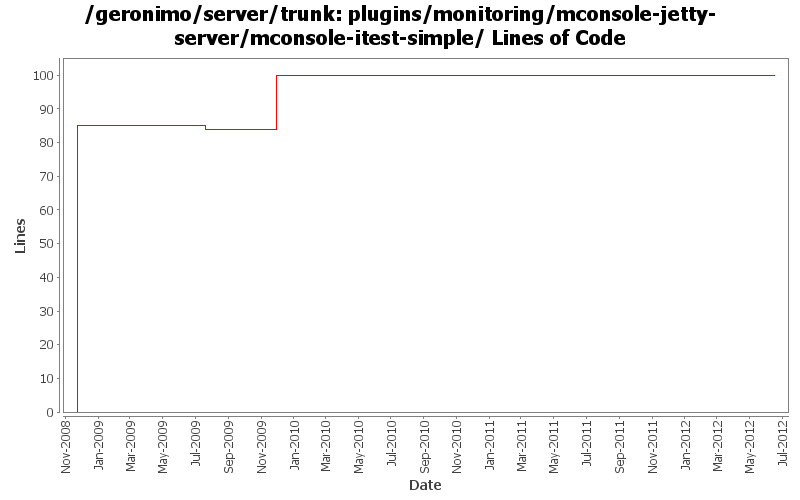 /geronimo/server/trunk: plugins/monitoring/mconsole-jetty-
server/mconsole-itest-simple/ Lines of Code
100
90
80
70
60
50
40
30
20
10
0
Lines
Nov-2008
Jan-2009
Mar-2009
May-2009
Jul-2009
Sep-2009
Nov-2009
Jan-2010
Mar-2010
May-2010
Jul-2010
Sep-2010
Nov-2010
Jan-2011
Mar-2011
May-2011
Jul-2011
Sep-2011
Nov-2011
Jan-2012
Mar-2012
May-2012
Jul-2012
Date